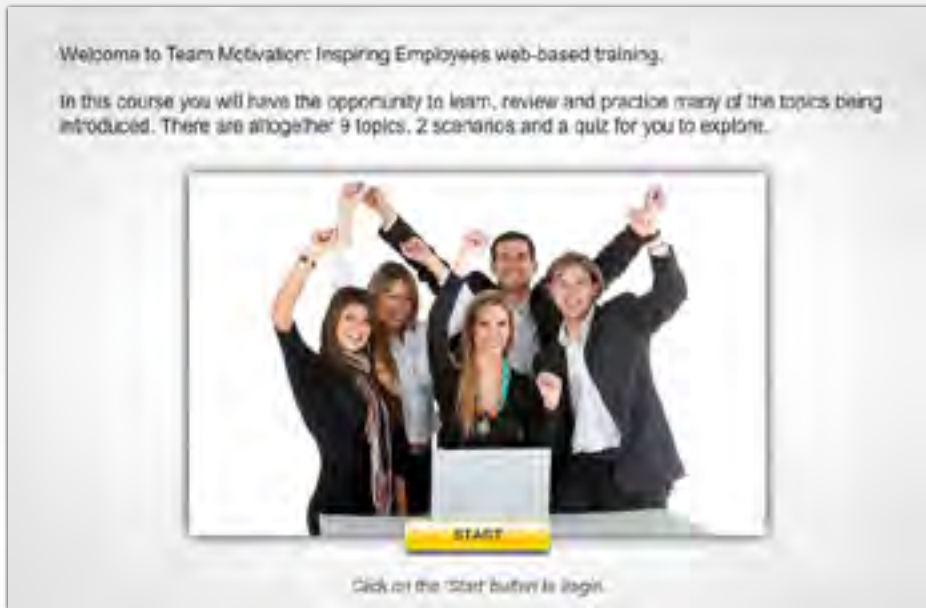 Welcome to Team Motivation: Inspiring Employees web-based training.
In this course you will have the opportunity to learn, review and practice many of the topics being
introduced. There are altogether 9 topics, 2 scenarios and a quiz for you to explore.
START
Click on the 'Start' button to begin.